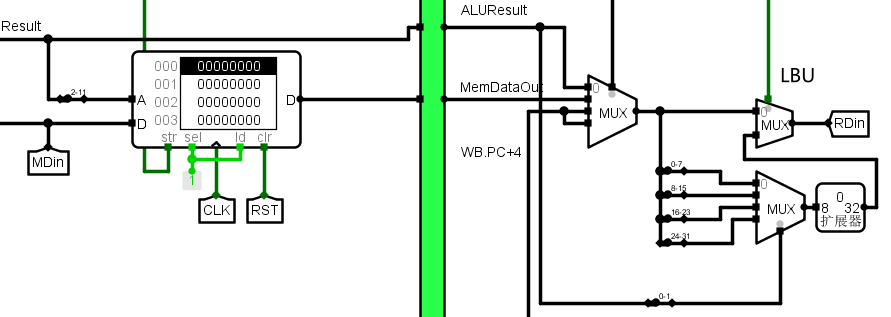 Result
ALUResult
2-11
000 00000000
001 00000000
002 00000000
003 00000000
A
D
D
str sel ld clr
1
MDin
CLK
RST
MemDataOut
WB.PC+4
0
MUX
LBU
0
MUX
RDin
0-7
8-15
16-23
24-31
0
MUX
0
8 32
扩展器
0-1